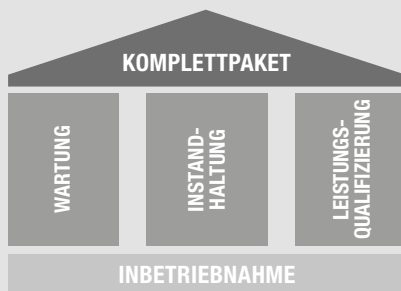 KOMPLETTPAKET
WARTUNG
INSTAND-
HALTUNG
LEISTUNGS-
QUALIFIZIERUNG
INBETRIEBNAHME